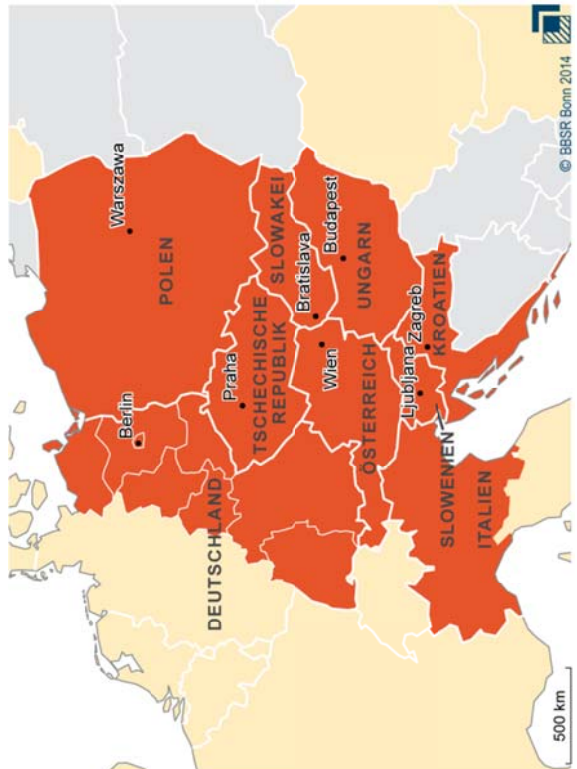 Warszawa
POLEN
Berlin
DEUTSCHLAND
Praha
TSCHECHISCHE
REPUBLIK
SLOWAKEI
Bratislava
Wien
Budapest
UNGARN
ÖSTERREICH
Ljubljana
Zagreb
SLOWENIEN
KROATIEN
ITALIEN
500 km
© BBSR Bonn 2014